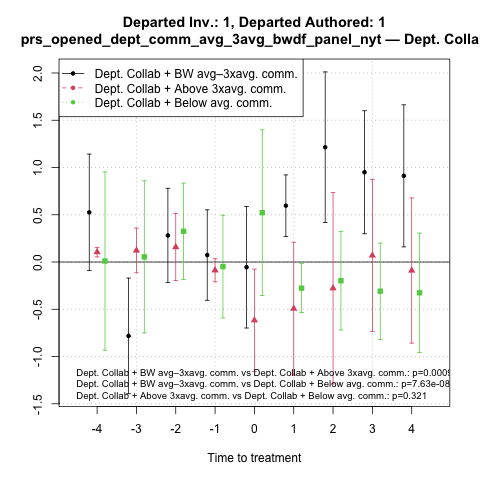 Departed Inv.: 1, Departed Authored: 1
prs_opened_dept_comm_avg_3avg_bwdf_panel_nyt — Dept. Colla
Dept. Collab + BW avg–3xavg. comm.
Dept. Collab + Above 3xavg. comm.
Dept. Collab + Below avg. comm.
2.0
1.5
1.0
0.5
0.0
-0.5
-1.0
-1.5
Dept. Collab + BW avg–3xavg. comm. vs Dept. Collab + Above 3xavg. comm.: p=0.0009
Dept. Collab + BW avg–3xavg. comm. vs Dept. Collab + Below avg. comm.: p=7.63e-08
Dept. Collab + Above 3xavg. comm. vs Dept. Collab + Below avg. comm.: p=0.321
-4 -3 -2 -1 0 1 2 3 4
Time to treatment